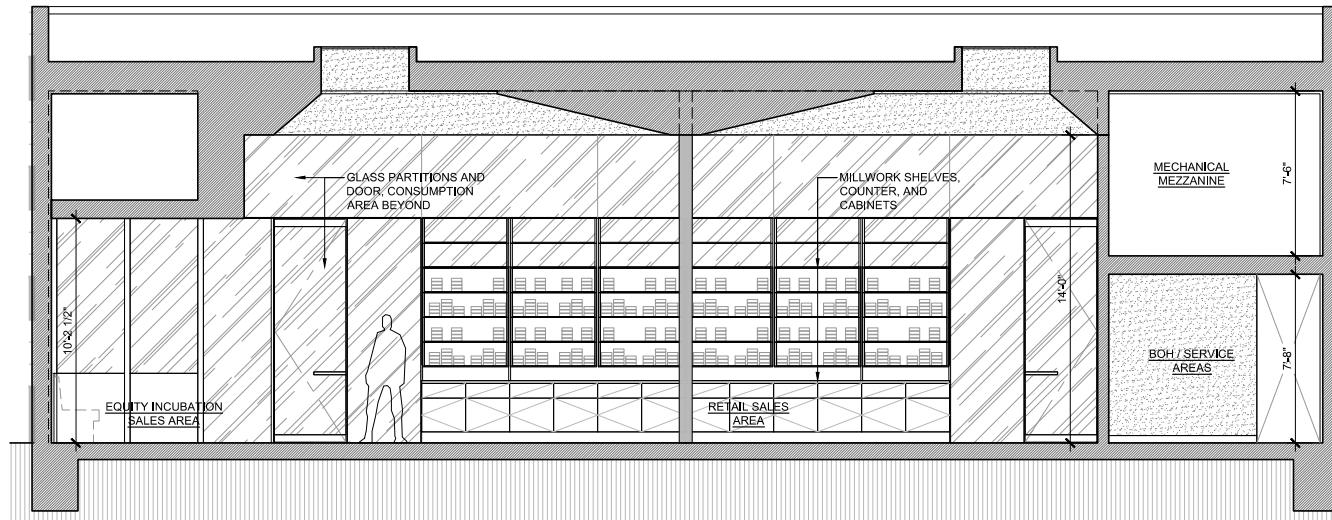 GLASS PARTITIONS AND
DOOR, CONSUMPTION
AREA BEYOND
MILLWORK SHELVES,
COUNTER, AND
CABINETS
MECHANICAL
MEZZANINE
7'-6"
10'-2 1/2"
14'-0"
EQUITY INCUBATION
SALES AREA
RETAIL SALES
AREA
BOH / SERVICE
AREAS
7'-8"